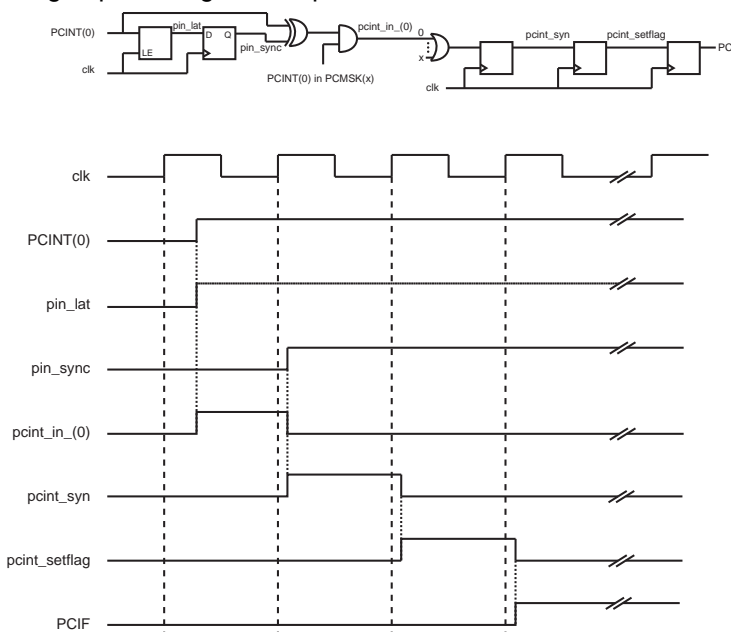 PCINT(0)
pin_lat
LE
D Q
pin_sync
clk
PCINT(0) in PCMSK(x)
pcint_in_(0)
0
x
pcint_syn
pcint_setflag
clk
clk
PCINT(0)
pin_lat
pin_sync
pcint_in_(0)
pcint_syn
pcint_setflag
PCIF